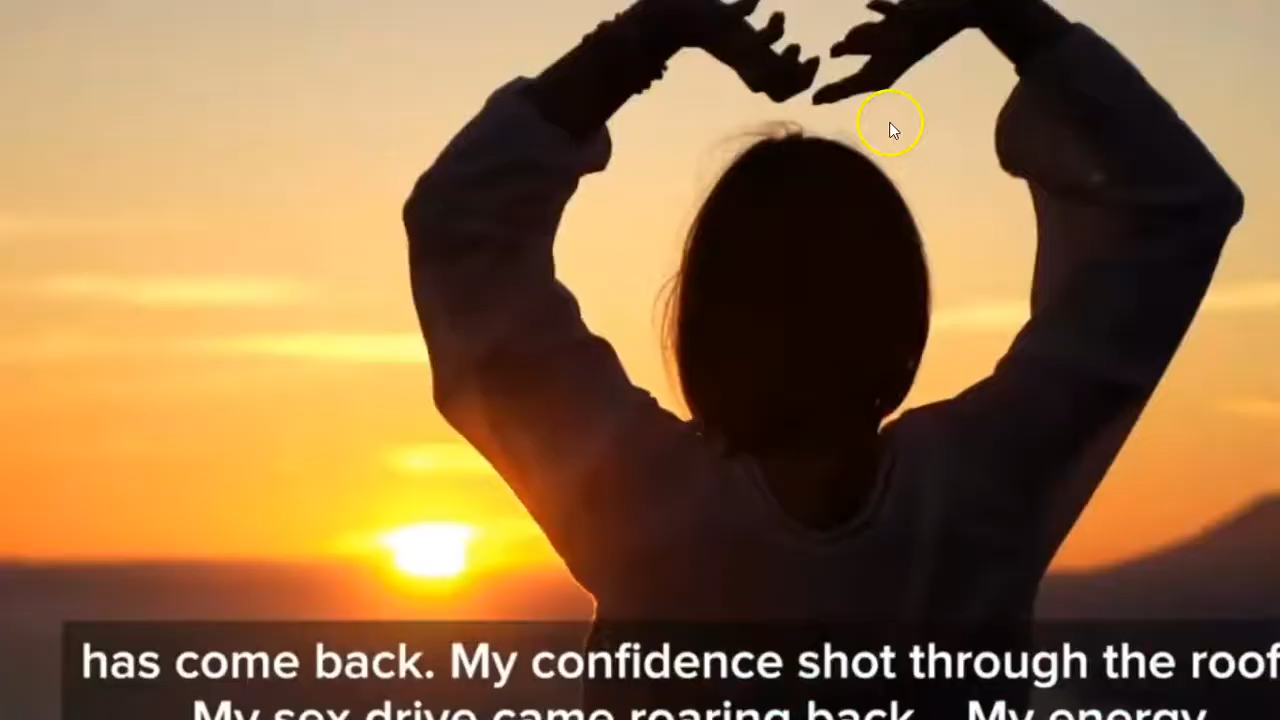 has come back. My confidence shot through the roof
My sex drive came roaring back. My energy